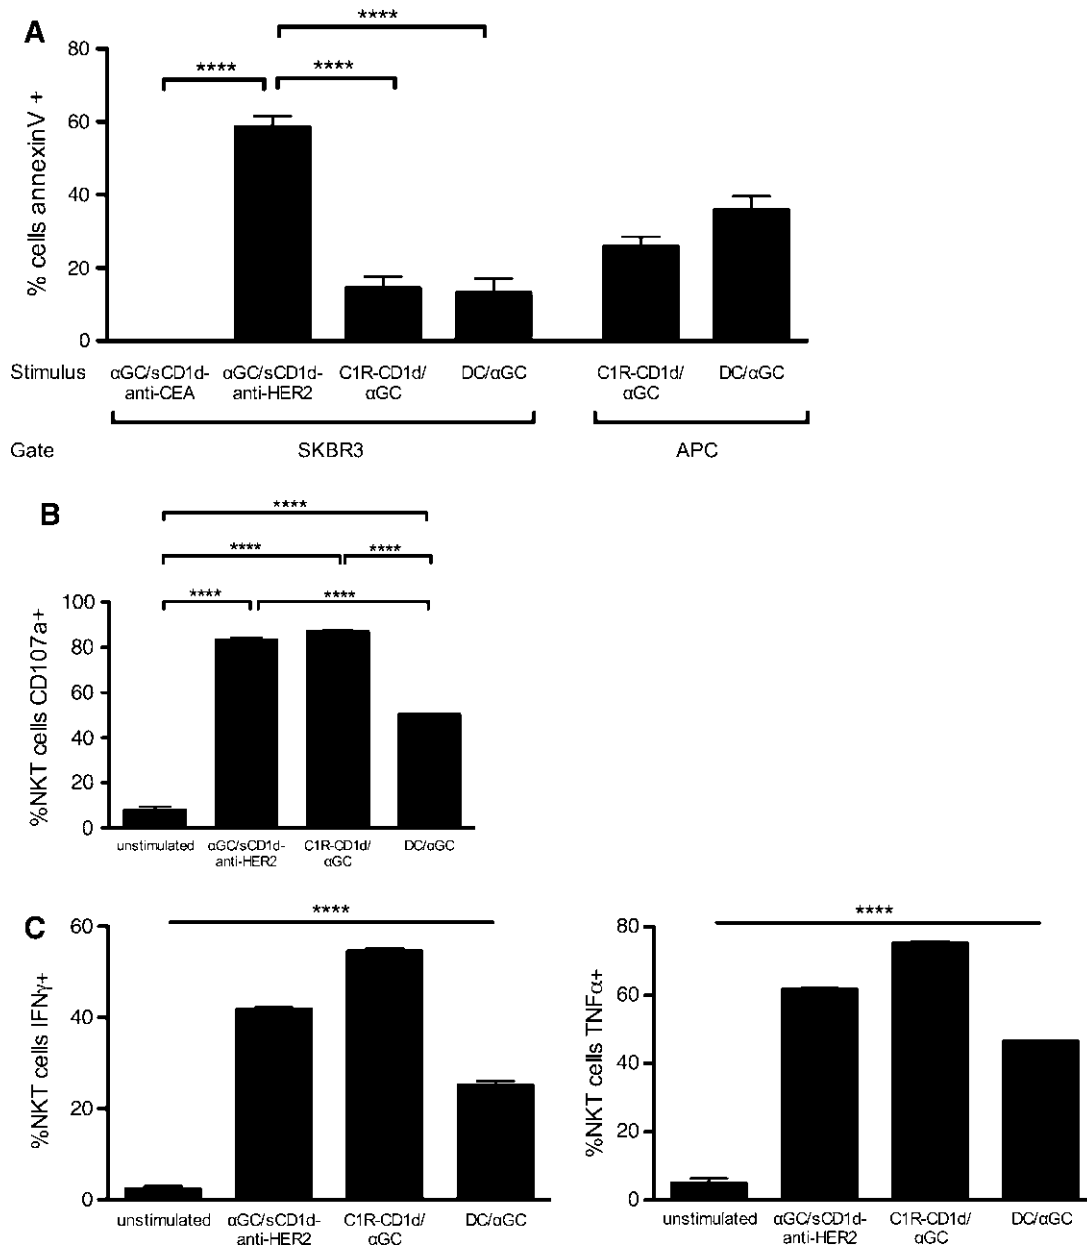 A
****
****
****
80
60
40
20
0
% cells annexinV +
Stimulus
αGC/sCD1d-
anti-CEA
αGC/sCD1d-
anti-HER2
C1R-CD1d/
αGC
DC/αGC
C1R-CD1d/
αGC
DC/αGC
Gate
SKBR3
APC
B
****
****
****
****
****
100
80
60
40
20
0
%NKT cells CD107a+
unstimulated
αGC/sCD1d-
anti-HER2
C1R-CD1d/
αGC
DC/αGC
C
****
60
40
20
0
%NKT cells IFNγ+
unstimulated
αGC/sCD1d-
anti-HER2
C1R-CD1d/
αGC
DC/αGC
****
80
60
40
20
0
%NKT cells TNFα+
unstimulated
αGC/sCD1d-
anti-HER2
C1R-CD1d/
αGC
DC/αGC